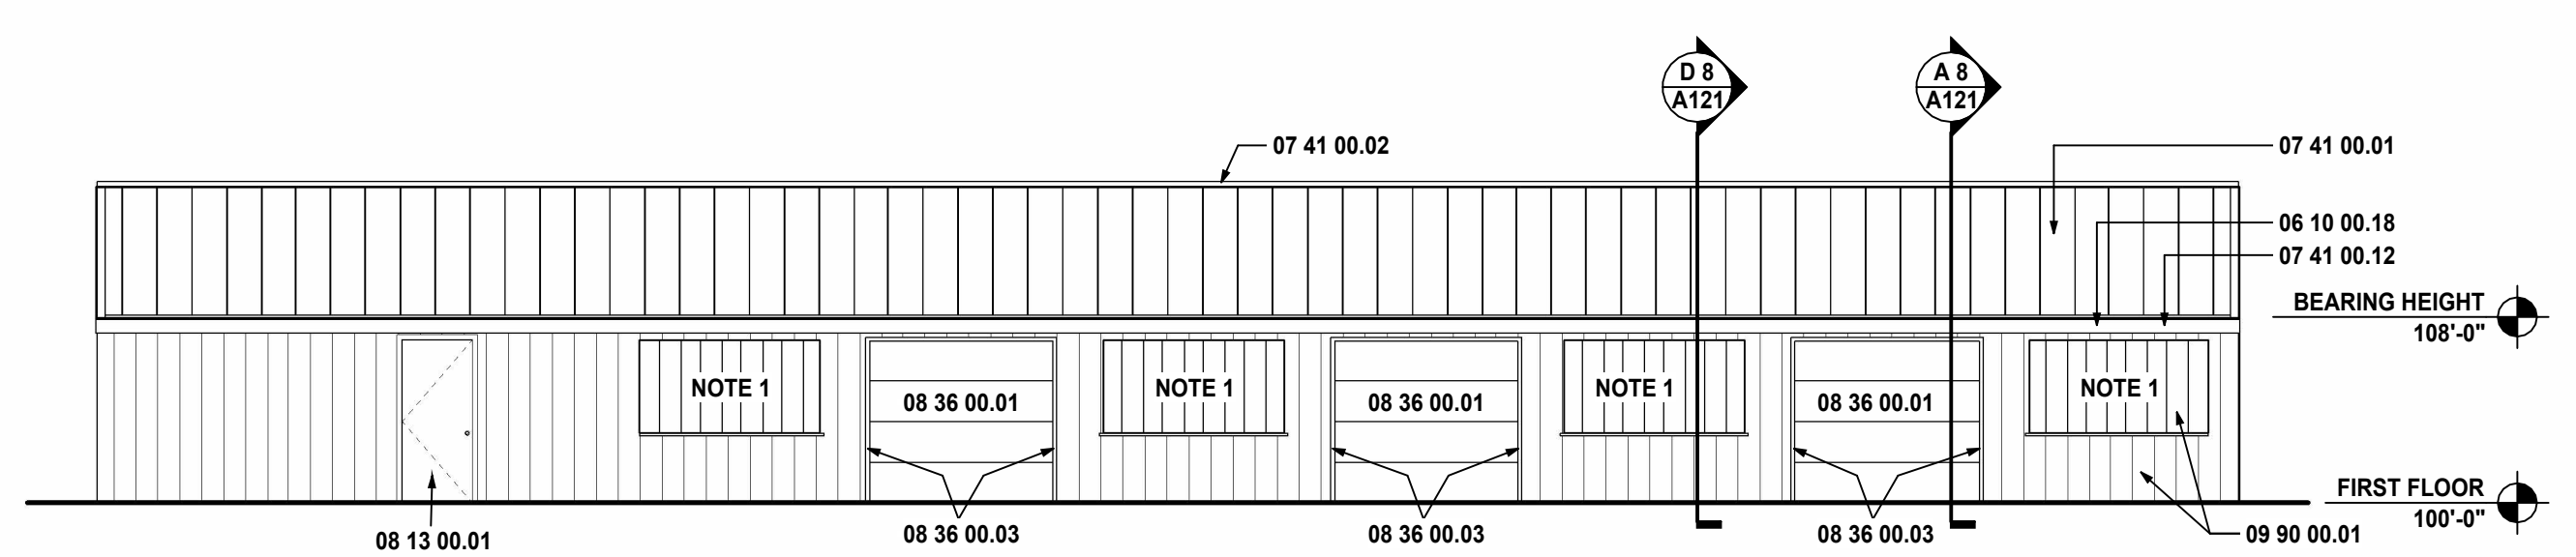 D 8
A121
A 8
A121
07 41 00.02
07 41 00.01
06 10 00.18
07 41 00.12
BEARING HEIGHT
108'-0"
NOTE 1
08 36 00.01
NOTE 1
08 36 00.01
NOTE 1
08 36 00.01
NOTE 1
FIRST FLOOR
100'-0"
08 13 00.01
08 36 00.03
08 36 00.03
08 36 00.03
09 90 00.01